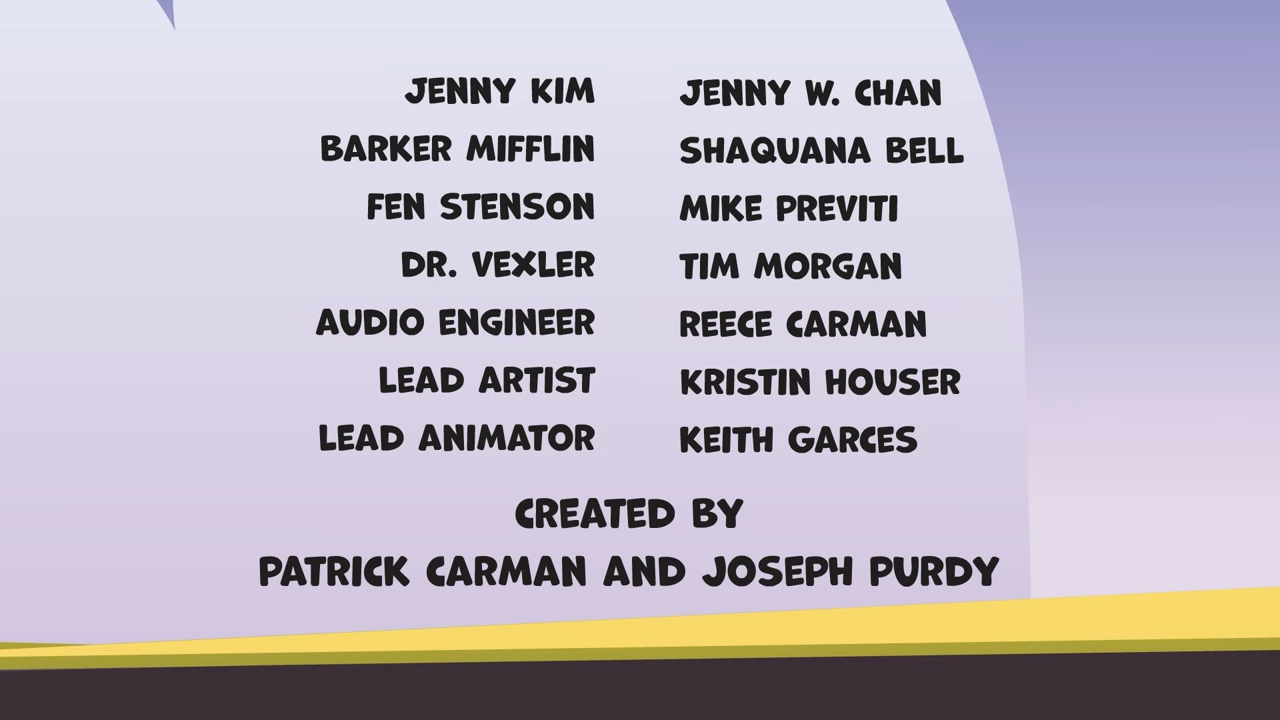 JENNY KIM JENNY W. CHAN
BARKER MIFFLIN SHAQUANA BELL
FEN STENSON MIKE PREVITI
DR. VEXLER TIM MORGAN
AUDIO ENGINEER REECE CARMAN
LEAD ARTIST KRISTIN HOUSER
LEAD ANIMATOR KEITH GARCES
CREATED BY
PATRICK CARMAN AND JOSEPH PURDY